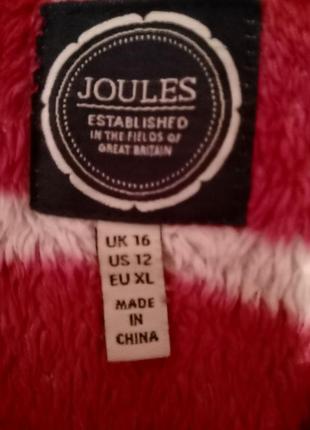 JOULES
ESTABLISHED
IN THE FIELDS OF
GREAT BRITAIN
UK 16
US 12
EU XL
MADE
IN
CHINA